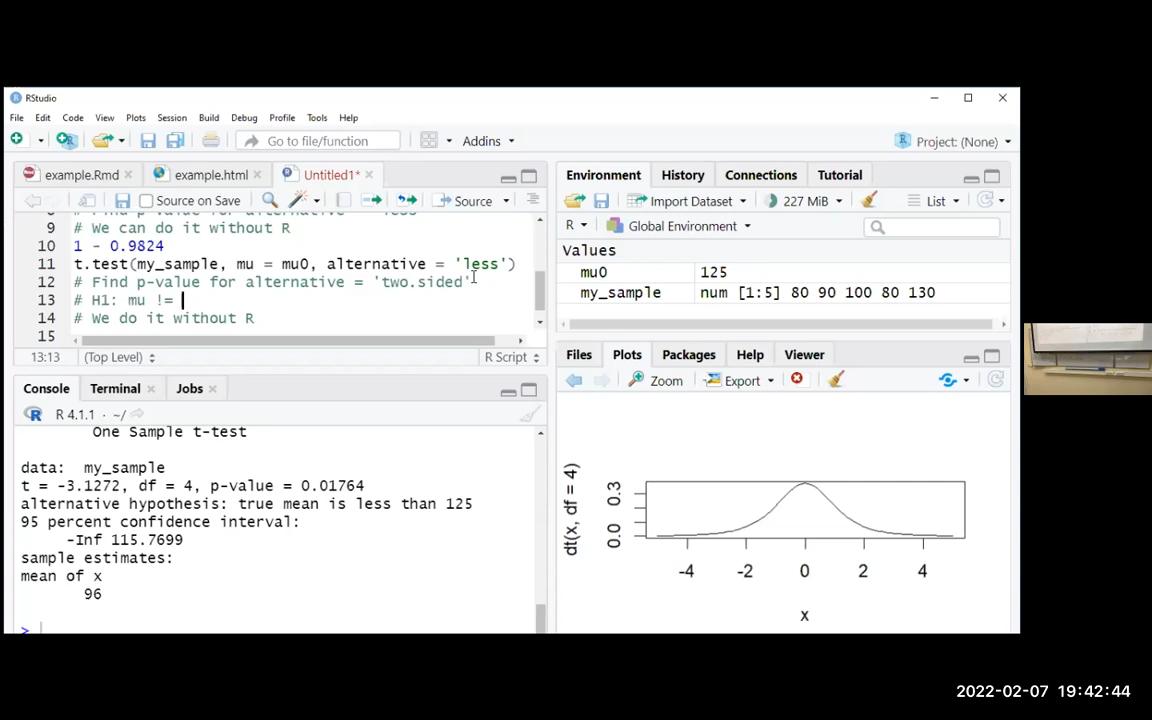 RStudio
File Edit Code View Plots Session Build Debug Profile Tools Help
Go to file/function Addins Project: (None)
example.Rmd example.html Untitled1*
Source on Save Source
9 # We can do it without R
10 1 - 0.9824
11 t.test(my_sample, mu = mu0, alternative = 'less')
12 # Find p-value for alternative = 'two.sided'
13 # H1: mu !=
14 # We do it without R
15
13:13 (Top Level) R Script
Console Terminal Jobs
R 4.1.1 · ~/
One Sample t-test
data: my_sample
t = -3.1272, df = 4, p-value = 0.01764
alternative hypothesis: true mean is less than 125
95 percent confidence interval:
-Inf 115.7699
sample estimates:
mean of x
96
>
Environment History Connections Tutorial
Import Dataset 227 MiB List
R Global Environment
Values
mu0 125
my_sample num [1:5] 80 90 100 80 130
Files Plots Packages Help Viewer
Zoom Export
dt(x, df = 4)
0.3
0.0
-4 -2 0 2 4
x
2022-02-07 19:42:44